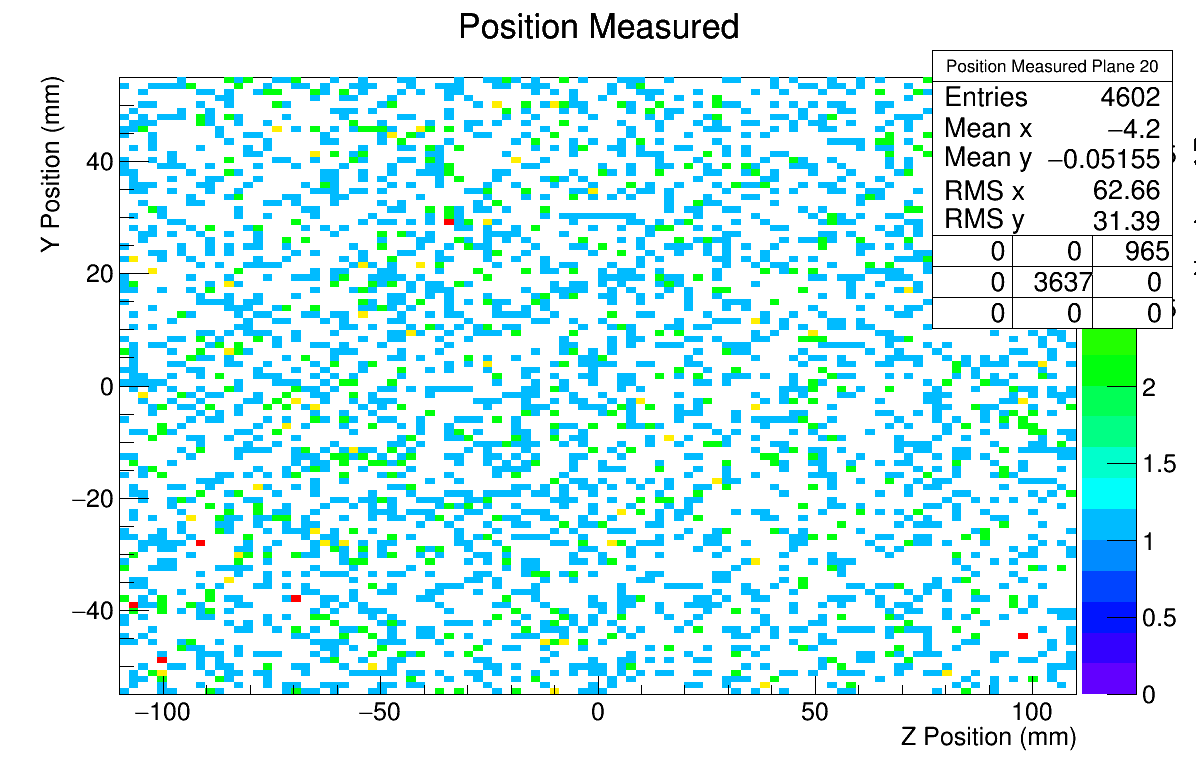 Position Measured
Position Measured Plane 20
Entries 4602
Mean x −4.2
Mean y −0.05155
RMS x 62.66
RMS y 31.39
0 0 965
0 3637 0
0 0 0
Y Position (mm)
40
20
0
−20
−40
−100 −50 0 50 100
Z Position (mm)
2
1.5
1
0.5
0